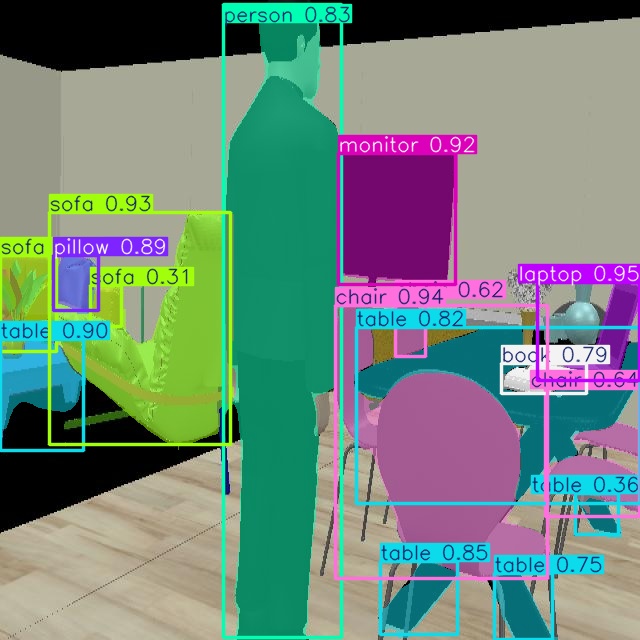 person 0.83
monitor 0.92
sofa 0.93
sofa
pillow 0.89
sofa 0.31
laptop 0.95
chair 0.94
0.62
table 0.90
table 0.82
book 0.79
chair 0.64
table 0.36
table 0.85
table 0.75